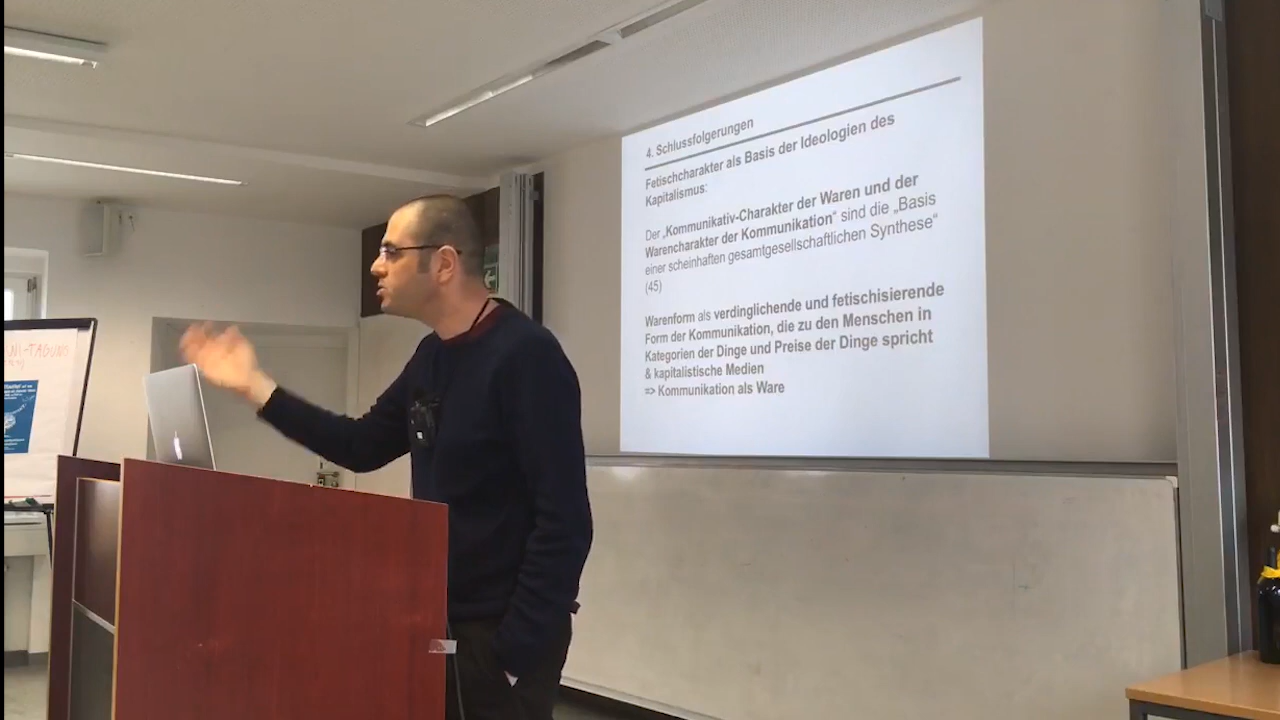 4. Schlussfolgerungen
Fetischcharakter als Basis der Ideologien des
Kapitalismus:
Der „Kommunikativ-Charakter der Waren und der
Warencharakter der Kommunikation“ sind die „Basis
einer scheinhaften gesamtgesellschaftlichen Synthese“
(45)
Warenform als verdinglichende und fetischisierende
Form der Kommunikation, die zu den Menschen in
Kategorien der Dinge und Preise der Dinge spricht
& kapitalistische Medien
=> Kommunikation als Ware